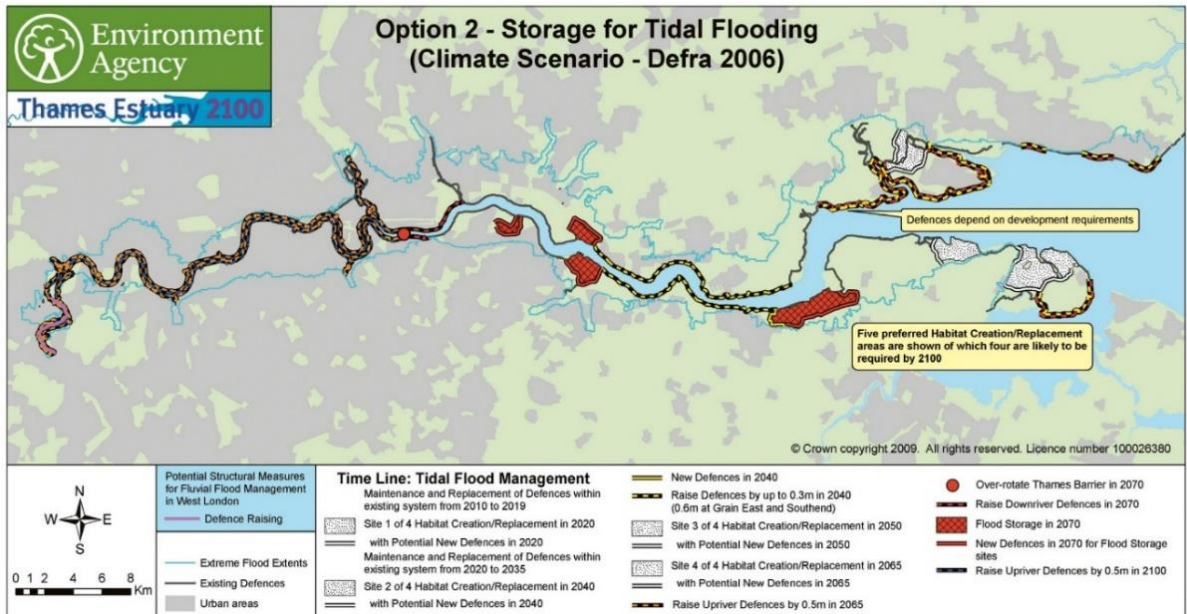 Environment
Agency
Thames Estuary 2100
Option 2 - Storage for Tidal Flooding
(Climate Scenario - Defra 2006)
Defences depend on development requirements
Five preferred Habitat Creation/Replacement
areas are shown of which four are likely to be
required by 2100
© Crown copyright 2009. All rights reserved. Licence number 100026380
N
W E
S
0 1 2 4 6 8
Km
Potential Structural Measures
for Fluvial Flood Management
in West London
Defence Raising
Extreme Flood Extents
Existing Defences
Urban areas
Time Line: Tidal Flood Management
Maintenance and Replacement of Defences within
existing system from 2010 to 2019
Site 1 of 4 Habitat Creation/Replacement in 2020
with Potential New Defences in 2020
Maintenance and Replacement of Defences within
existing system from 2020 to 2035
Site 2 of 4 Habitat Creation/Replacement in 2040
with Potential New Defences in 2040
New Defences in 2040
Raise Defences by up to 0.3m in 2040
(0.6m at Grain East and Southend)
Site 3 of 4 Habitat Creation/Replacement in 2050
with Potential New Defences in 2050
Site 4 of 4 Habitat Creation/Replacement in 2065
with Potential New Defences in 2065
Raise Upriver Defences by 0.5m in 2065
Over-rotate Thames Barrier in 2070
Raise Downriver Defences in 2070
Flood Storage in 2070
New Defences in 2070 for Flood Storage
sites
Raise Upriver Defences by 0.5m in 2100